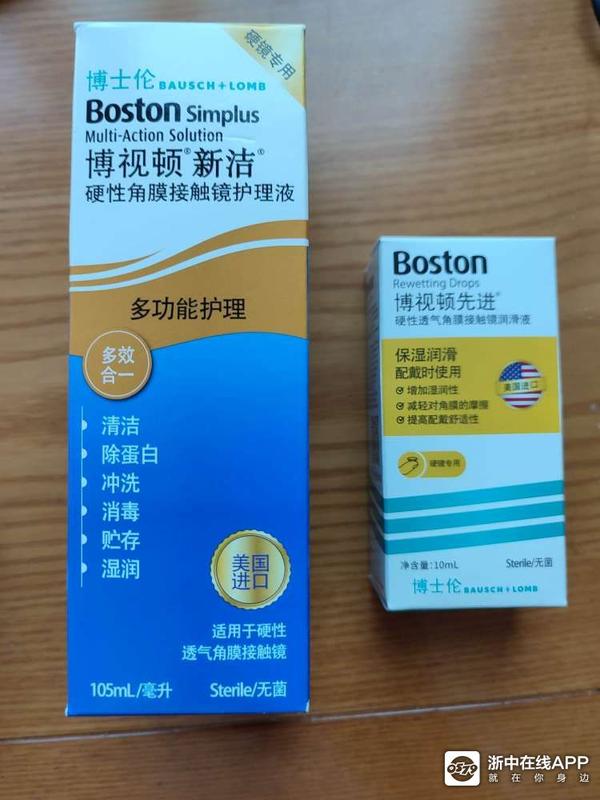 硬镜专用
博士伦 BAUSCH+LOMB
Boston Simplus
Multi-Action Solution
博视顿®新洁®
硬性角膜接触镜护理液
多功能护理
多效
合一
清洁
除蛋白
冲洗
消毒
贮存
湿润
美国
进口
适用于硬性
透气角膜接触镜
105mL/毫升 Sterile/无菌
Boston
Rewetting Drops
博视顿先进®
硬性透气角膜接触镜润滑液
保湿润滑
配戴时使用
增加湿润性
减轻对角膜的摩擦
提高配戴舒适性
美国进口
硬镜专用
净含量:10mL Sterile/无菌
博士伦 BAUSCH+LOMB
浙中在线APP
就在你身边